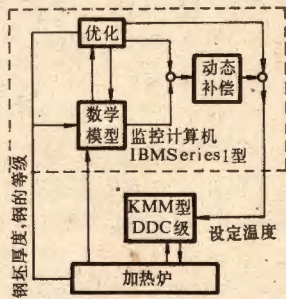 优化
动态
补偿
数学
模型
监控计算机
IBMSeries1型
钢坯厚度,钢的等级
KMM型
DDC级
设定温度
加热炉